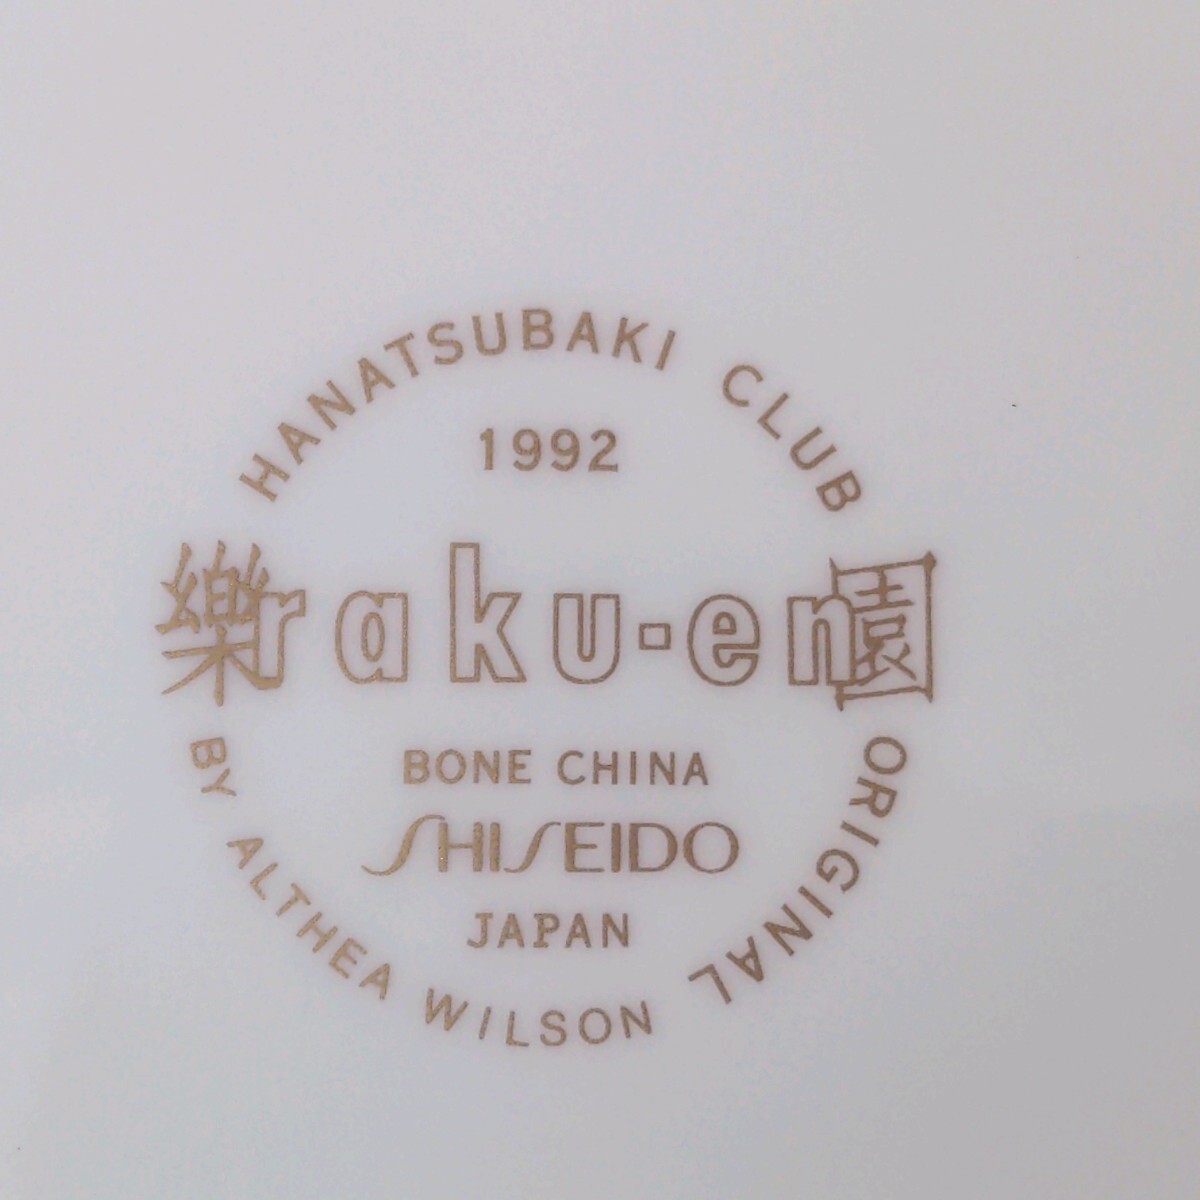 HANATSUBAKI CLUB ORIGINAL
1992
樂raku-en園
BONE CHINA
SHISEIDO
JAPAN
BY ALTHEA WILSON